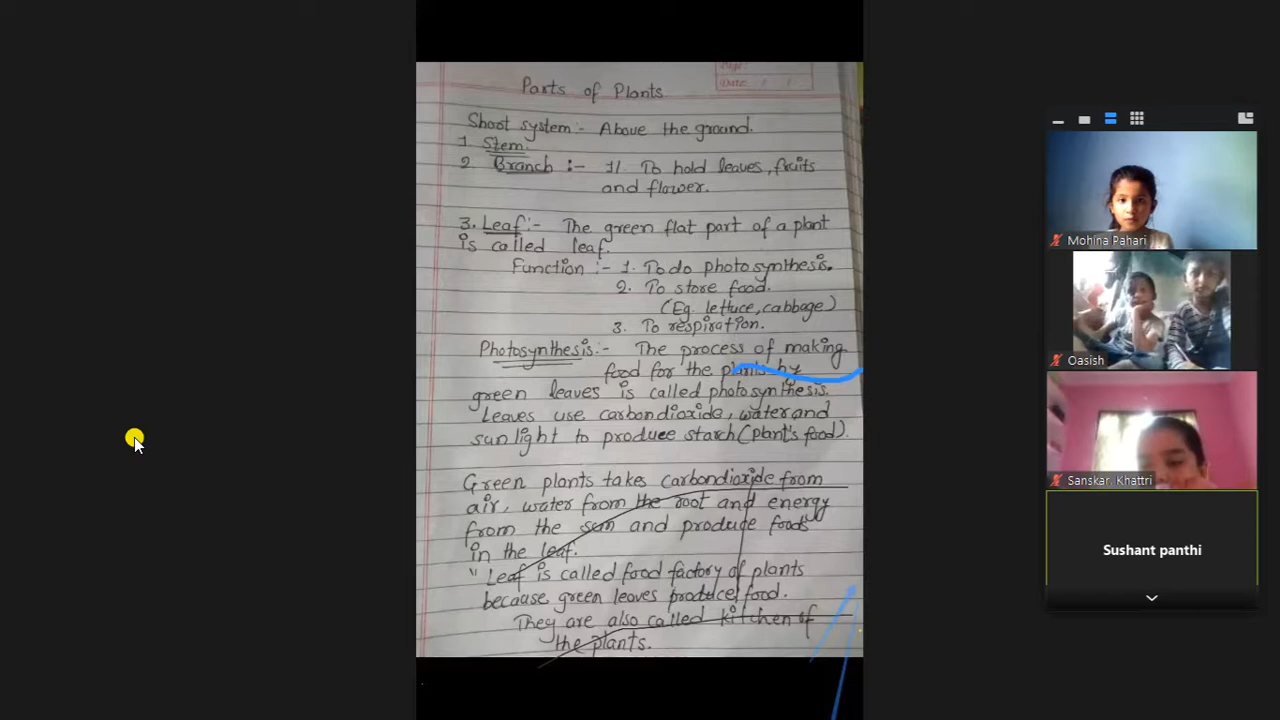 Page:
Date: / /
Parts of Plants
Shoot system:- Above the ground.
1 Stem.
2 Branch :- 1/. To hold leaves, fruits
and flower.
3. Leaf:- The green flat part of a plant
is called leaf.
Function :- 1. To do photosynthesis.
2. To store food.
(Eg. lettuce, cabbage)
3. To respiration.
Photosynthesis:- The process of making
food for the plants by
green leaves is called photosynthesis.
Leaves use carbondioxide, water and
sunlight to produce starch (plant's food).
Green plants takes carbondioxide from
air, water from the root and energy
from the sun and produce foods
in the leaf.
" Leaf is called food factory of plants
because green leaves produce food.
They are also called kitchen of
the plants.
Mohina Pahari
Oasish
Sanskar. Khattri
Sushant panthi